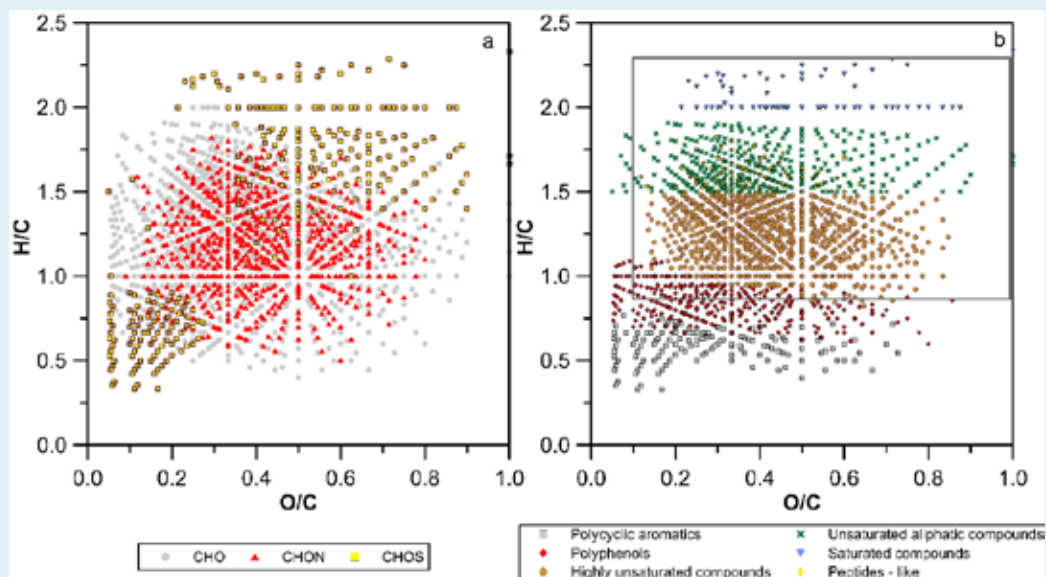 2.5
a
2.0
1.5
H/C
1.0
0.5
0.0
0.0 0.2 0.4 0.6 0.8 1.0
O/C
CHO CHON CHOS
2.5
b
2.0
1.5
H/C
1.0
0.5
0.0
0.0 0.2 0.4 0.6 0.8 1.0
O/C
Polycyclic aromatics Unsaturated aliphatic compounds
Polyphenols Saturated compounds
Highly unsaturated compounds Peptides - like